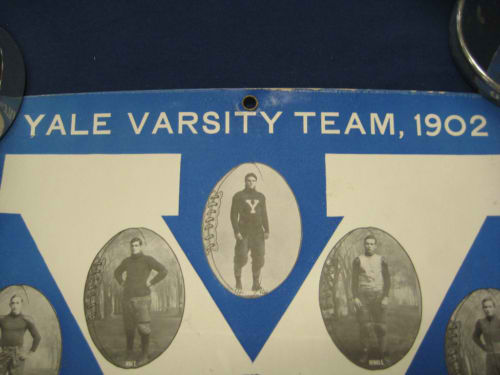 YALE VARSITY TEAM, 1902
Y